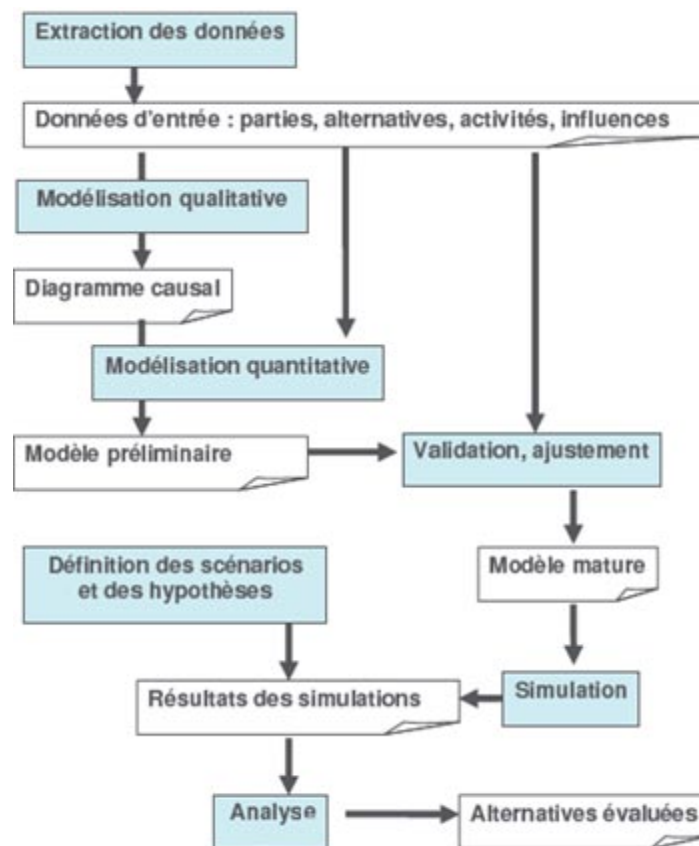 Extraction des données
Données d'entrée : parties, alternatives, activités, influences
Modélisation qualitative
Diagramme causal
Modélisation quantitative
Modèle préliminaire
Validation, ajustement
Définition des scénarios
et des hypothèses
Modèle mature
Résultats des simulations
Simulation
Analyse
Alternatives évaluées